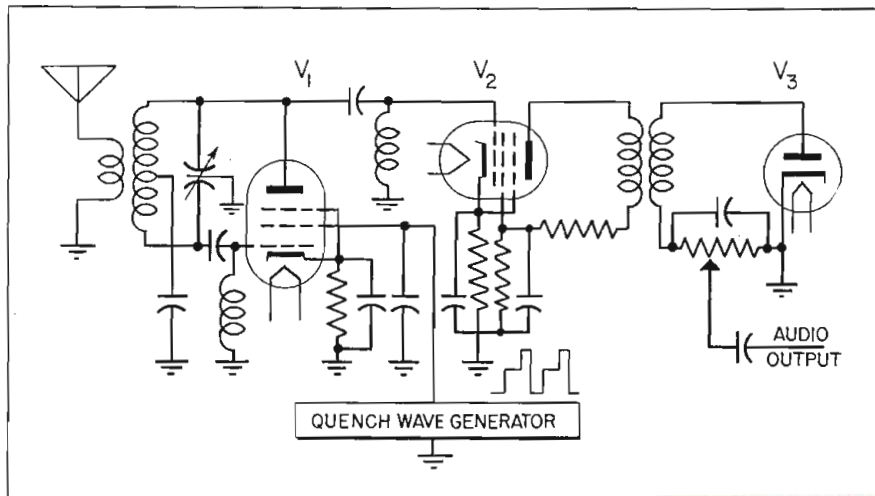 V1
V2
V3
AUDIO
OUTPUT
QUENCH WAVE GENERATOR